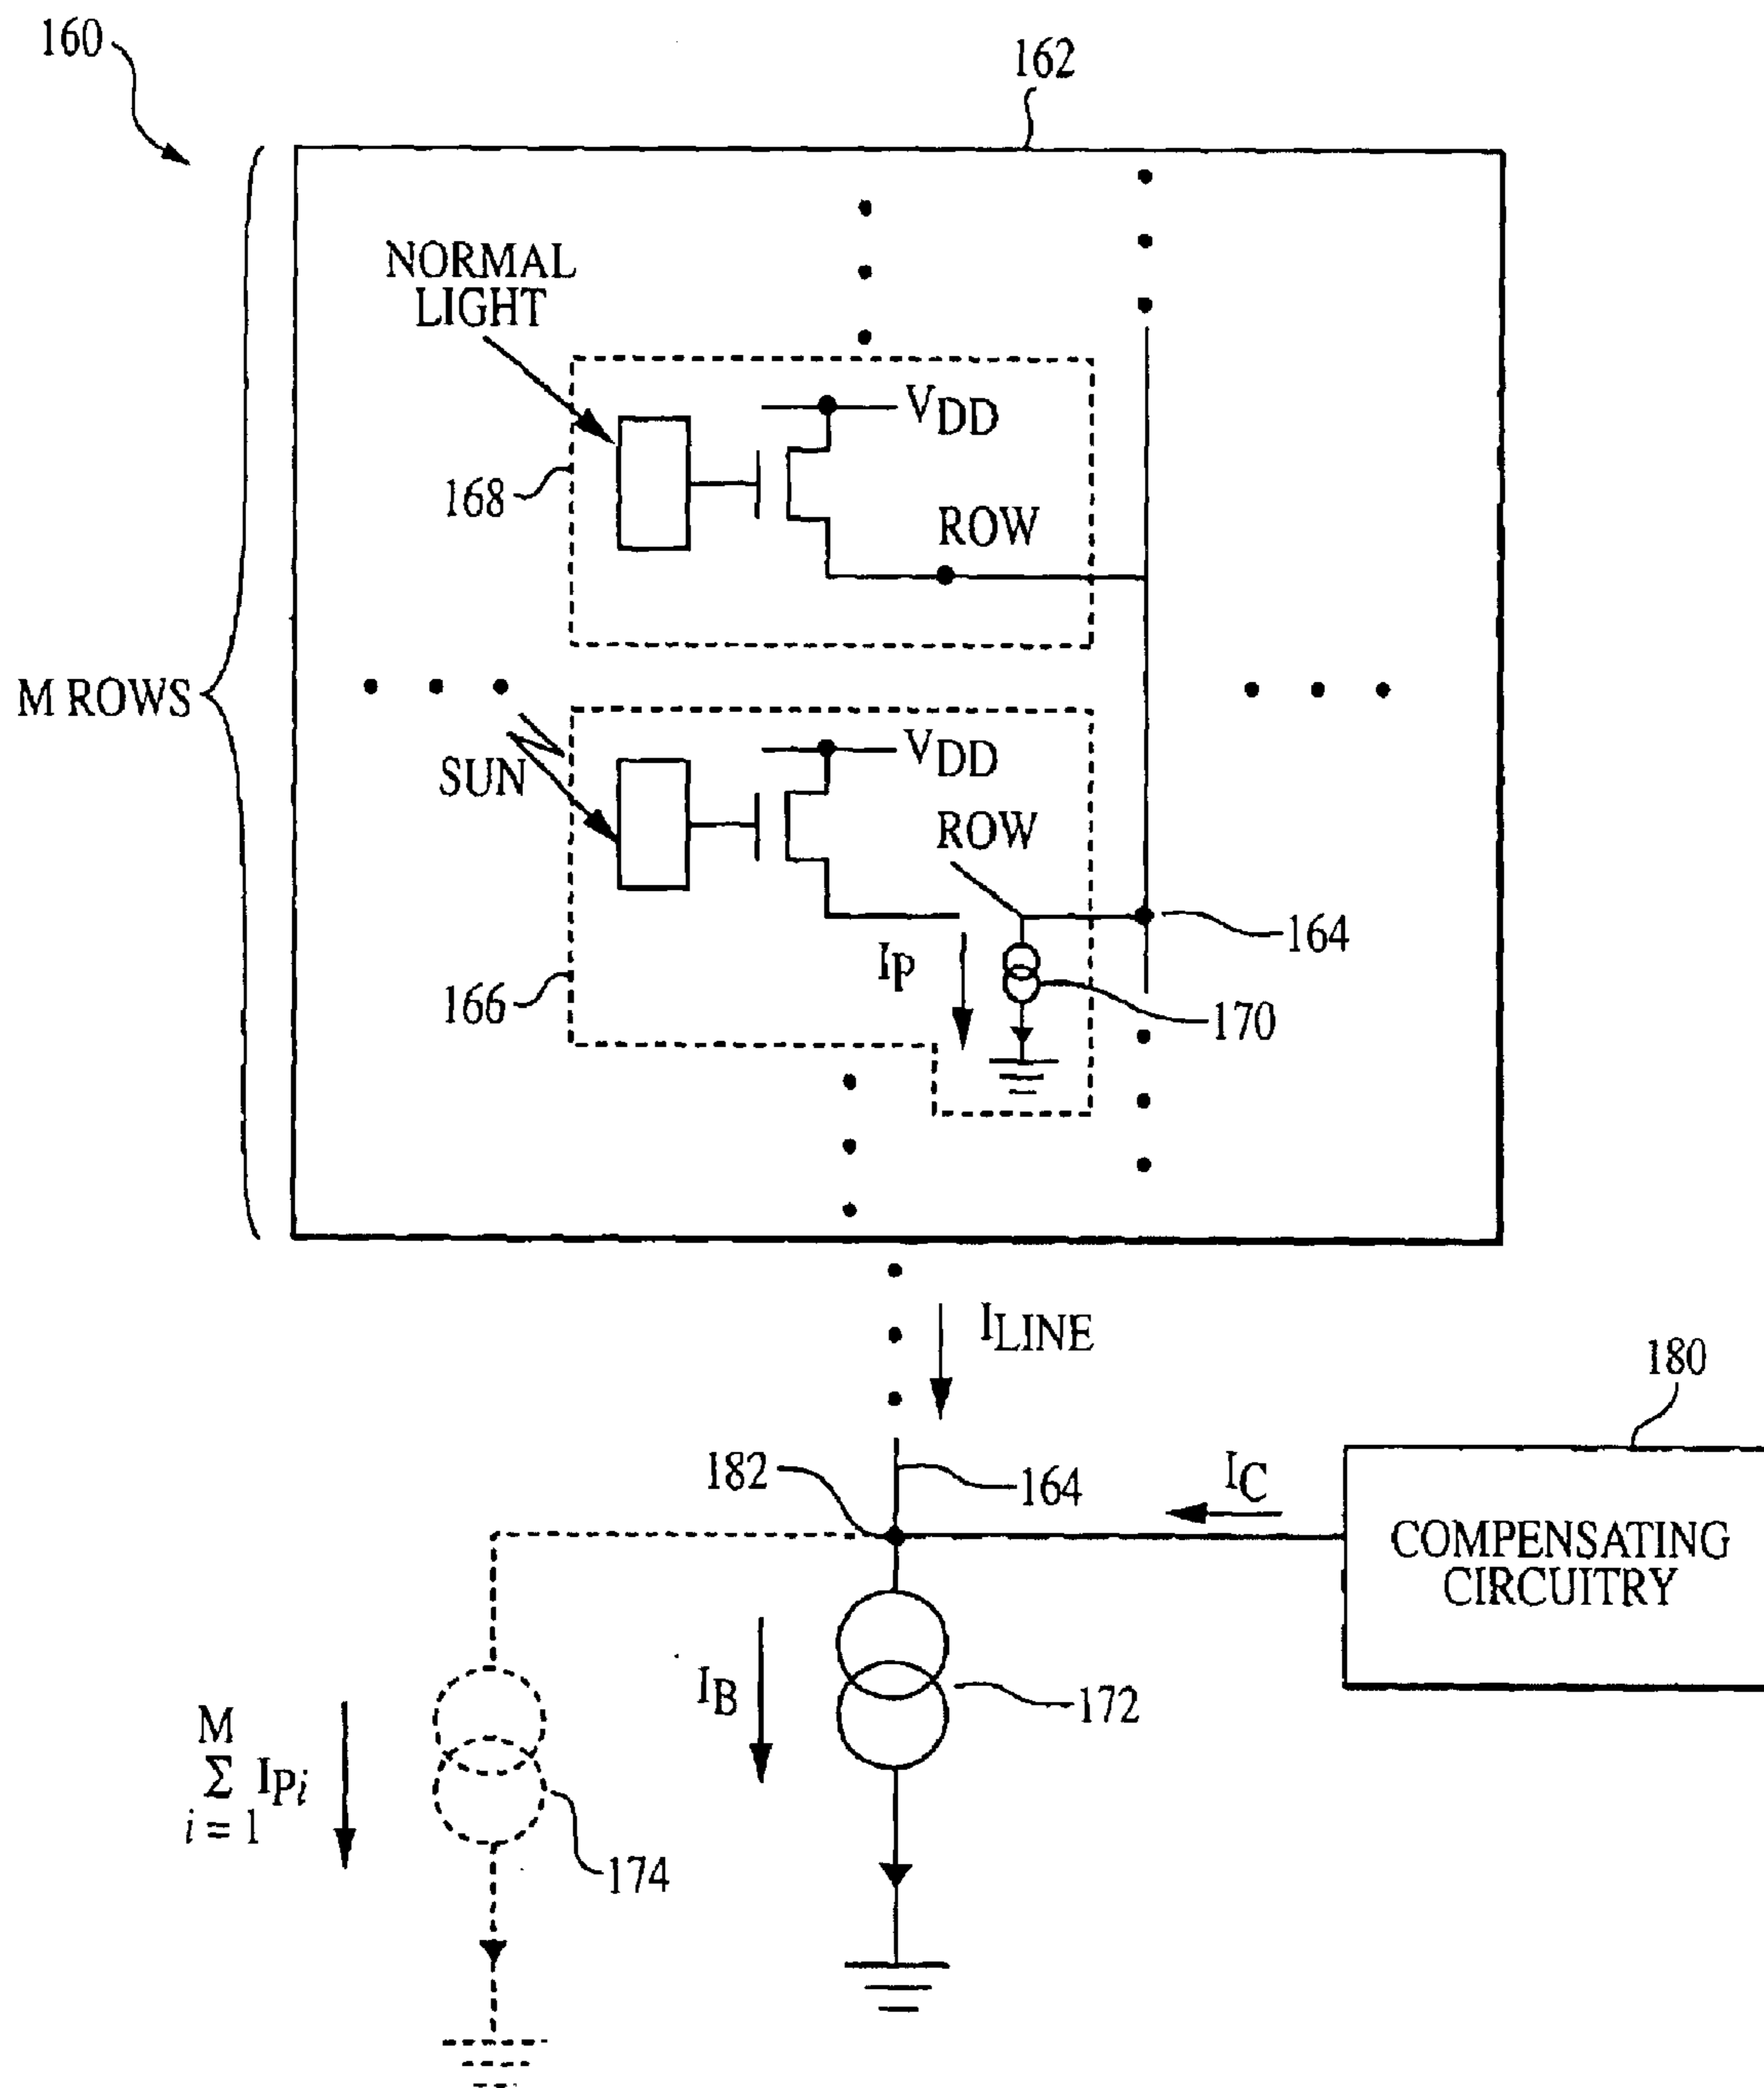 160
162
NORMAL
LIGHT
VDD
168
ROW
M ROWS
SUN
VDD
ROW
164
IP
166
170
ILINE
180
182
164
IC
COMPENSATING
CIRCUITRY
IB
172
M
Σ IPi
i = 1
174